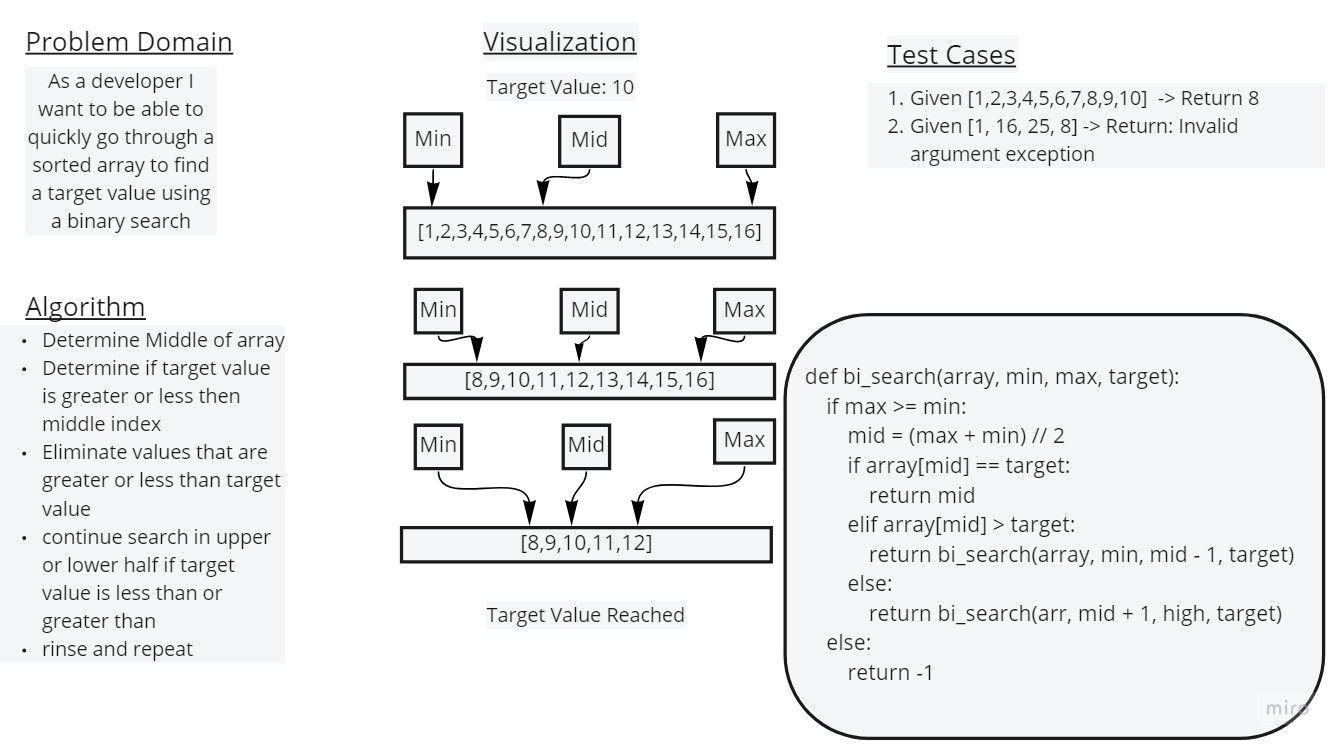 Problem Domain
As a developer I
want to be able to
quickly go through a
sorted array to find
a target value using
a binary search
Algorithm
• Determine Middle of array
• Determine if target value
is greater or less then
middle index
• Eliminate values that are
greater or less than target
value
• continue search in upper
or lower half if target
value is less than or
greater than
• rinse and repeat
Visualization
Target Value: 10
Min Mid Max
[1,2,3,4,5,6,7,8,9,10,11,12,13,14,15,16]
Min Mid Max
[8,9,10,11,12,13,14,15,16]
Min Mid Max
[8,9,10,11,12]
Target Value Reached
Test Cases
1. Given [1,2,3,4,5,6,7,8,9,10] -> Return 8
2. Given [1, 16, 25, 8] -> Return: Invalid
argument exception
def bi_search(array, min, max, target):
if max >= min:
mid = (max + min) // 2
if array[mid] == target:
return mid
elif array[mid] > target:
return bi_search(array, min, mid - 1, target)
else:
return bi_search(arr, mid + 1, high, target)
else:
return -1
miro